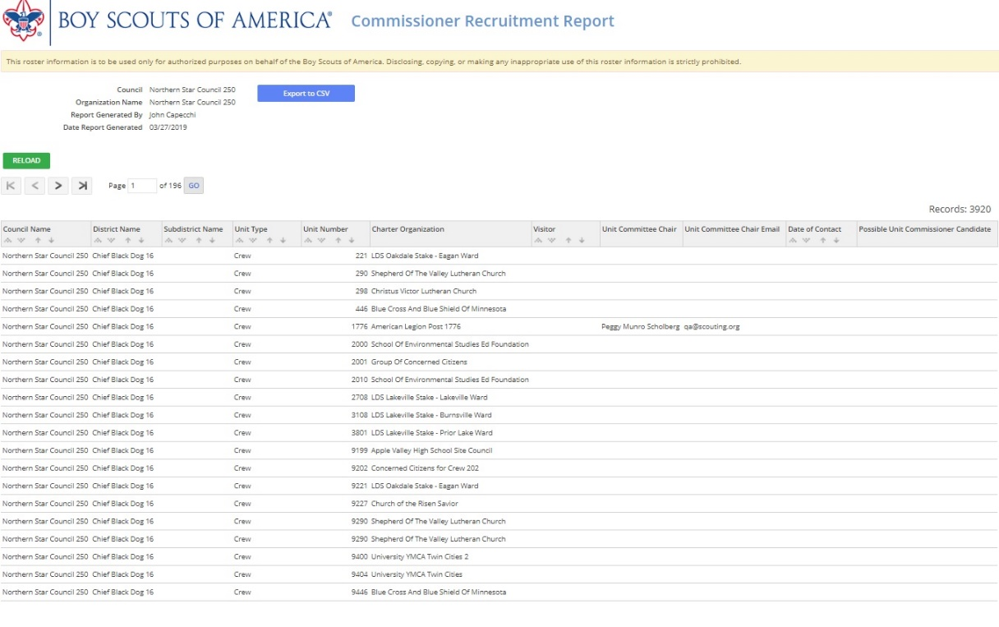 BOY SCOUTS OF AMERICA® Commissioner Recruitment Report
This roster information is to be used only for authorized purposes on behalf of the Boy Scouts of America. Disclosing, copying, or making any inappropriate use of this roster information is strictly prohibited.
Council Northern Star Council 250 Export to CSV
Organization Name Northern Star Council 250
Report Generated By John Capecchi
Date Report Generated 03/27/2019
RELOAD
Page 1 of 196 GO
Records: 3920
Council Name District Name Subdistrict Name Unit Type Unit Number Charter Organization Visitor Unit Committee Chair Unit Committee Chair Email Date of Contact Possible Unit Commissioner Candidate
Northern Star Council 250 Chief Black Dog 16 Crew 221 LDS Oakdale Stake - Eagan Ward
Northern Star Council 250 Chief Black Dog 16 Crew 290 Shepherd Of The Valley Lutheran Church
Northern Star Council 250 Chief Black Dog 16 Crew 298 Christus Victor Lutheran Church
Northern Star Council 250 Chief Black Dog 16 Crew 446 Blue Cross And Blue Shield Of Minnesota
Northern Star Council 250 Chief Black Dog 16 Crew 1776 American Legion Post 1776 Peggy Munro Scholberg qa@scouting.org
Northern Star Council 250 Chief Black Dog 16 Crew 2000 School Of Environmental Studies Ed Foundation
Northern Star Council 250 Chief Black Dog 16 Crew 2001 Group Of Concerned Citizens
Northern Star Council 250 Chief Black Dog 16 Crew 2010 School Of Environmental Studies Ed Foundation
Northern Star Council 250 Chief Black Dog 16 Crew 2708 LDS Lakeville Stake - Lakeville Ward
Northern Star Council 250 Chief Black Dog 16 Crew 3108 LDS Lakeville Stake - Burnsville Ward
Northern Star Council 250 Chief Black Dog 16 Crew 3801 LDS Lakeville Stake - Prior Lake Ward
Northern Star Council 250 Chief Black Dog 16 Crew 9199 Apple Valley High School Site Council
Northern Star Council 250 Chief Black Dog 16 Crew 9202 Concerned Citizens for Crew 202
Northern Star Council 250 Chief Black Dog 16 Crew 9221 LDS Oakdale Stake - Eagan Ward
Northern Star Council 250 Chief Black Dog 16 Crew 9227 Church of the Risen Savior
Northern Star Council 250 Chief Black Dog 16 Crew 9290 Shepherd Of The Valley Lutheran Church
Northern Star Council 250 Chief Black Dog 16 Crew 9290 Shepherd Of The Valley Lutheran Church
Northern Star Council 250 Chief Black Dog 16 Crew 9400 University YMCA Twin Cities 2
Northern Star Council 250 Chief Black Dog 16 Crew 9404 University YMCA Twin Cities
Northern Star Council 250 Chief Black Dog 16 Crew 9446 Blue Cross And Blue Shield Of Minnesota